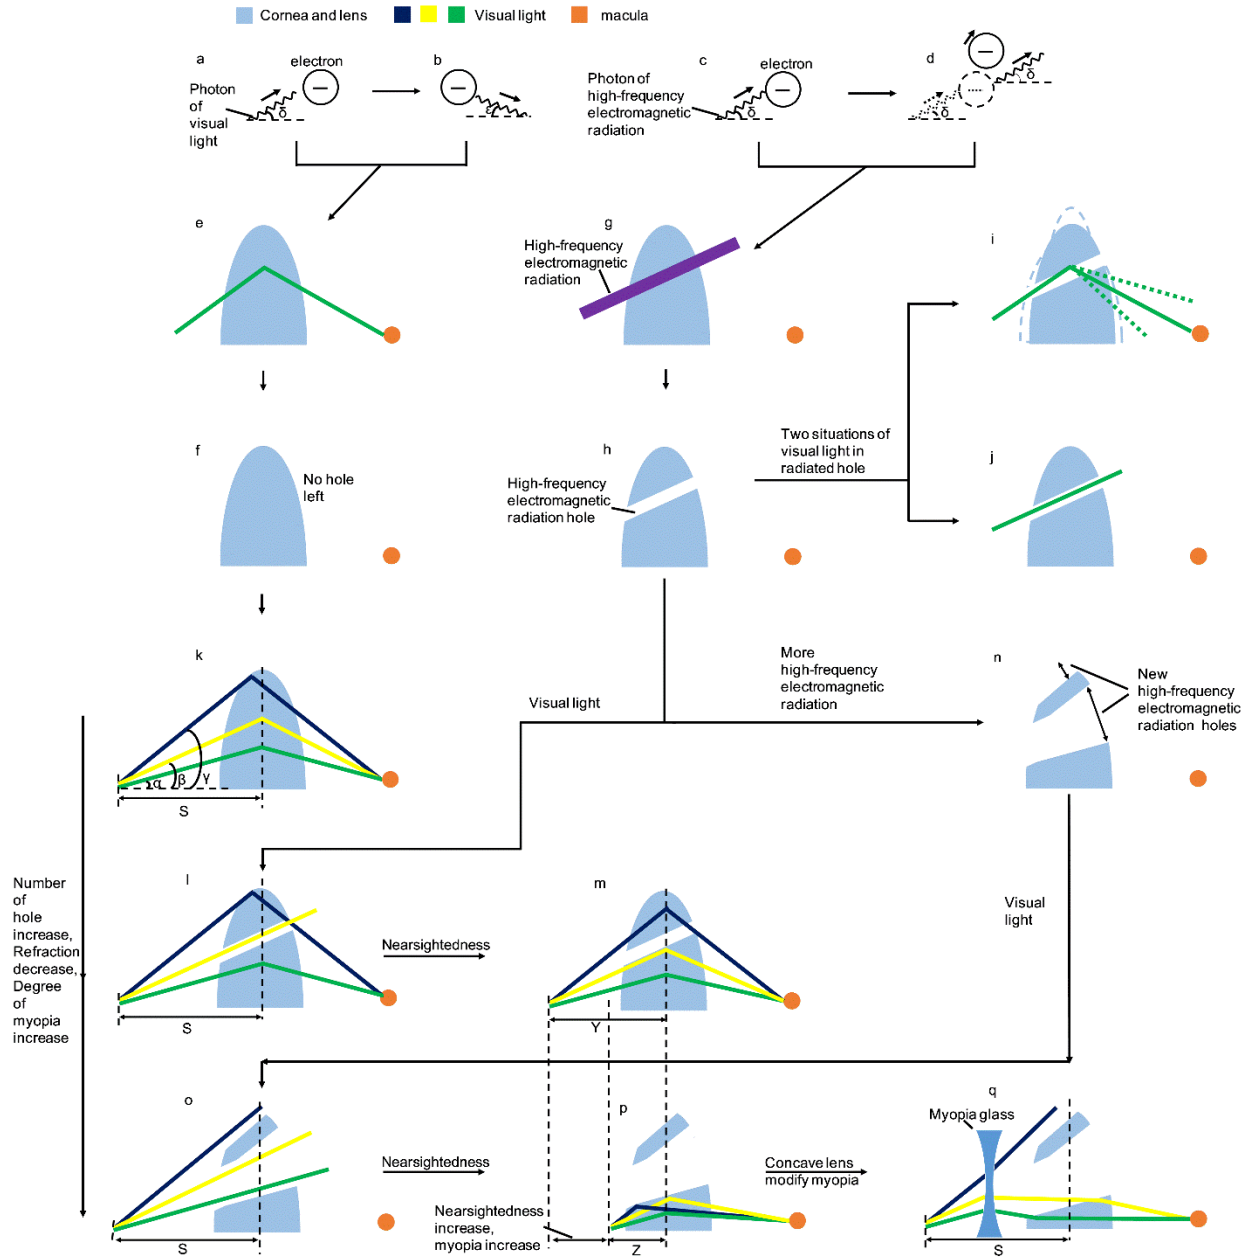 Cornea and lens
Visual light
macula
a
electron
b
c
electron
d
Photon
of
visual
light
δ
ε
Photon of
high-frequency
electromagnetic
radiation
δ
δ
δ
e
g
High-frequency
electromagnetic
radiation
i
f
No hole
left
h
High-frequency
electromagnetic
radiation hole
Two situations of
visual light in
radiated hole
j
k
α
β
γ
S
Visual light
More
high-frequency
electromagnetic
radiation
n
New
high-frequency
electromagnetic
radiation holes
Number
of
hole
increase,
Refraction
decrease,
Degree
of
myopia
increase
l
S
Nearsightedness
m
Y
Visual
light
o
S
Nearsightedness
p
Nearsightedness
increase,
myopia increase
Z
Concave lens
modify myopia
q
Myopia glass
S